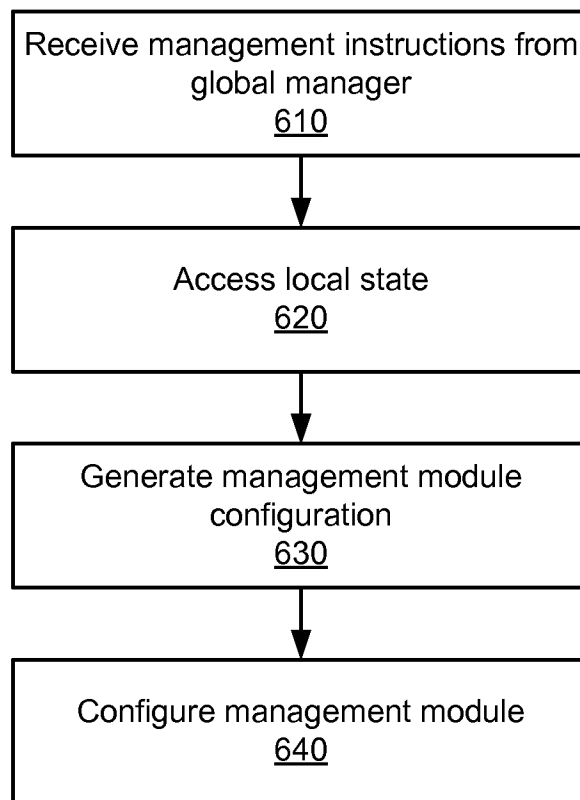 Receive management instructions from
global manager
610
Access local state
620
Generate management module
configuration
630
Configure management module
640